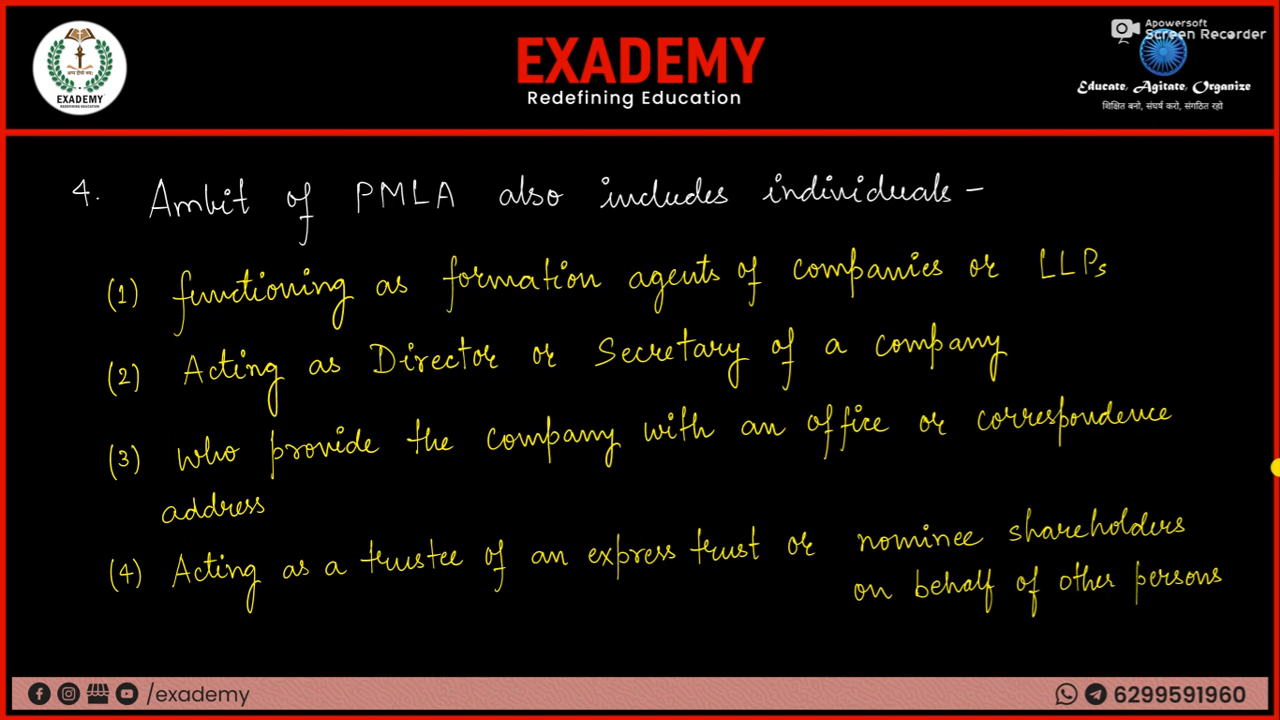 EXADEMY
REDEFINING EDUCATION
EXADEMY
Redefining Education
Apowersoft
Screen Recorder
Educate, Agitate, Organize
शिक्षित बनो, संघर्ष करो, संगठित रहो
4. Ambit of PMLA also includes individuals -
(1) functioning as formation agents of companies or LLPs
(2) Acting as Director or Secretary of a company
(3) who provide the company with an office or correspondence
address
(4) Acting as a trustee of an express trust or nominee shareholders
on behalf of other persons
/exademy
6299591960